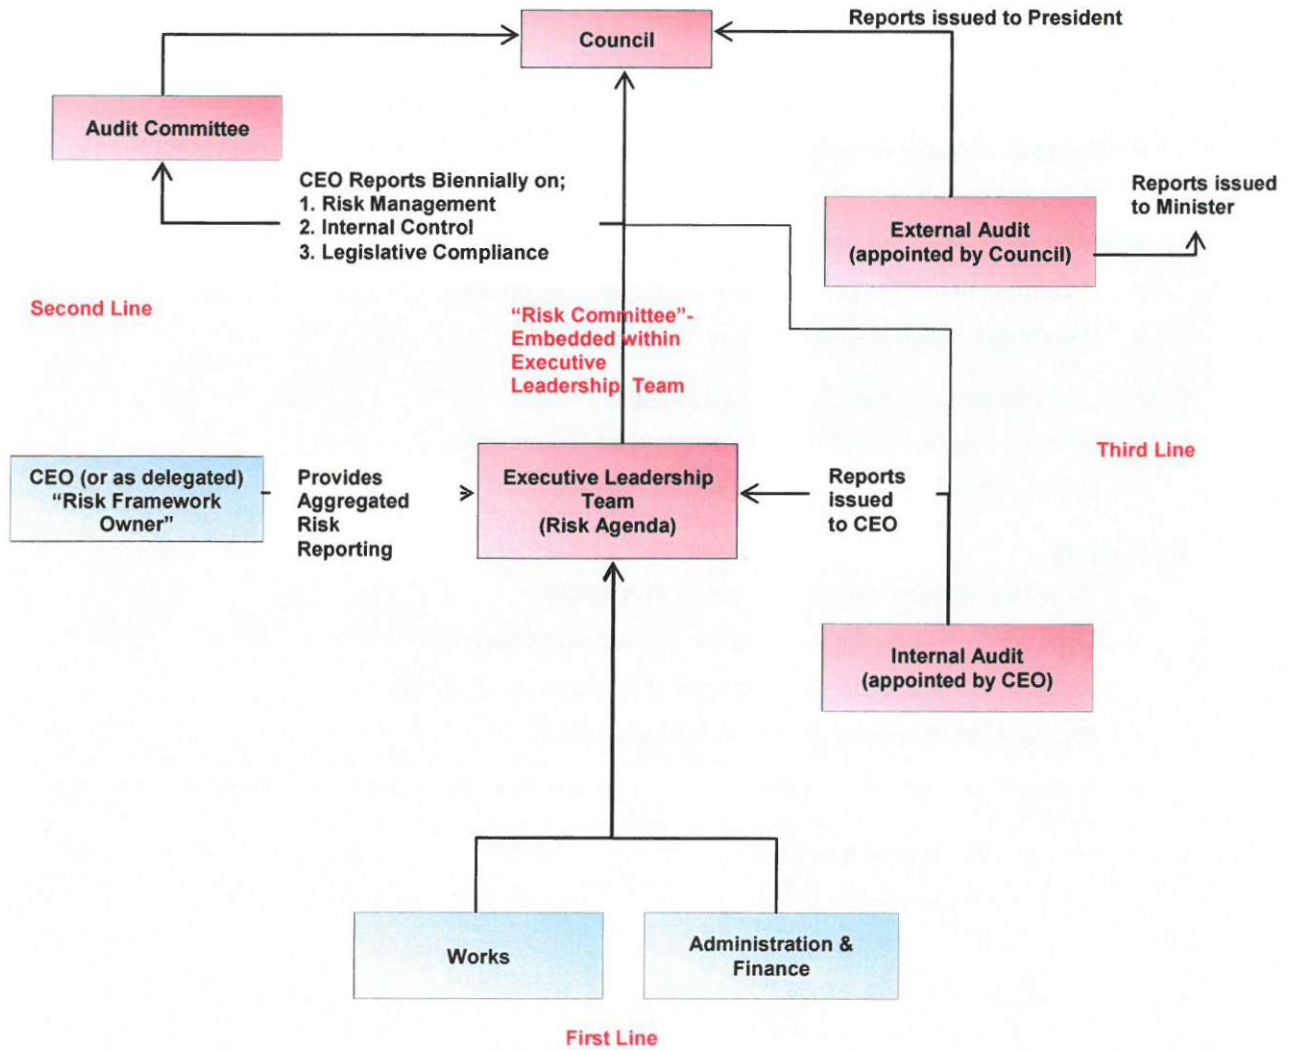 Reports issued to President
Council
Audit Committee
CEO Reports Biennially on;
1. Risk Management
2. Internal Control
3. Legislative Compliance
Reports issued
to Minister
External Audit
(appointed by Council)
Second Line
“Risk Committee”-
Embedded within
Executive
Leadership Team
Third Line
CEO (or as delegated)
“Risk Framework
Owner”
Provides
Aggregated
Risk
Reporting
Executive Leadership
Team
(Risk Agenda)
Reports
issued
to CEO
Internal Audit
(appointed by CEO)
Works
Administration &
Finance
First Line